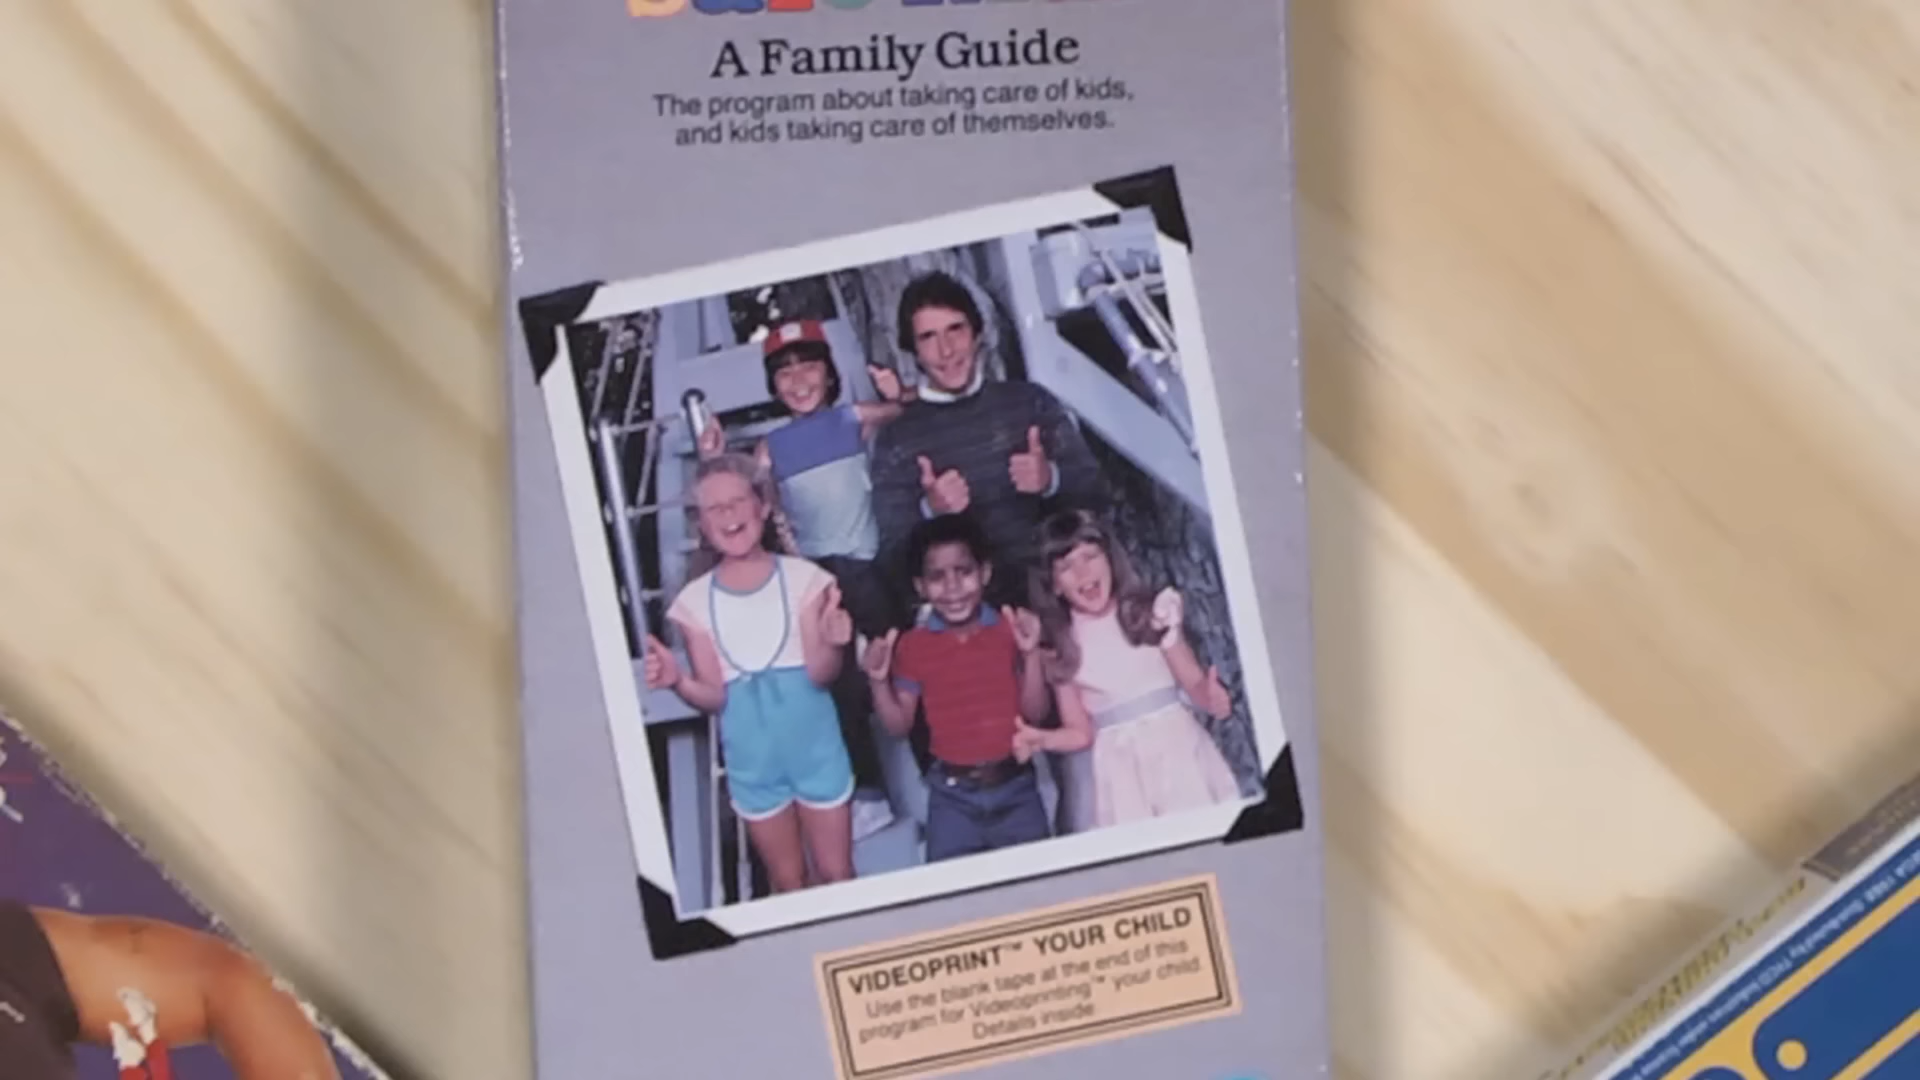 A Family Guide
The program about taking care of kids,
and kids taking care of themselves.
VIDEOPRINT™ YOUR CHILD
Use the blank tape at the end of this
program for Videoprinting™ your child
Details inside